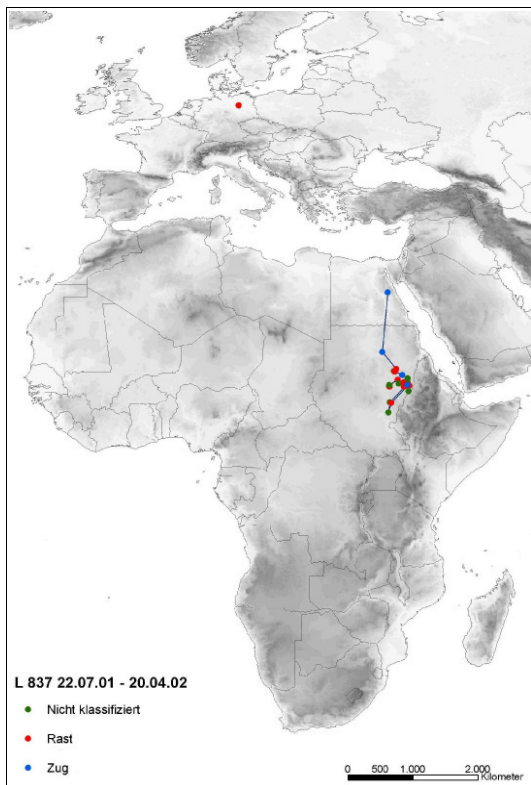 L 837 22.07.01 - 20.04.02
Nicht klassifiziert
Rast
Zug
0 500 1.000 2.000
Kilometer